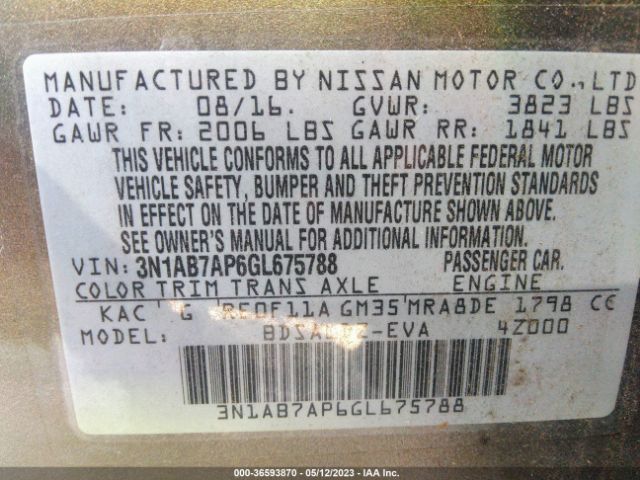 MANUFACTURED BY NISSAN MOTOR CO., LTD
DATE: 08/16. GVWR: 3823 LBS
GAWR FR: 2006 LBS GAWR RR: 1841 LBS
THIS VEHICLE CONFORMS TO ALL APPLICABLE FEDERAL MOTOR
VEHICLE SAFETY, BUMPER AND THEFT PREVENTION STANDARDS
IN EFFECT ON THE DATE OF MANUFACTURE SHOWN ABOVE.
SEE OWNER'S MANUAL FOR ADDITIONAL INFORMATION.
VIN: 3N1AB7AP6GL675788 PASSENGER CAR.
COLOR TRIM TRANS AXLE ENGINE
KAC G RE0F11A GM35 MRA8DE 1798 CC
MODEL: 4Z000
3N1AB7AP6GL675788
000-36593870 - 05/12/2023 - IAA Inc.